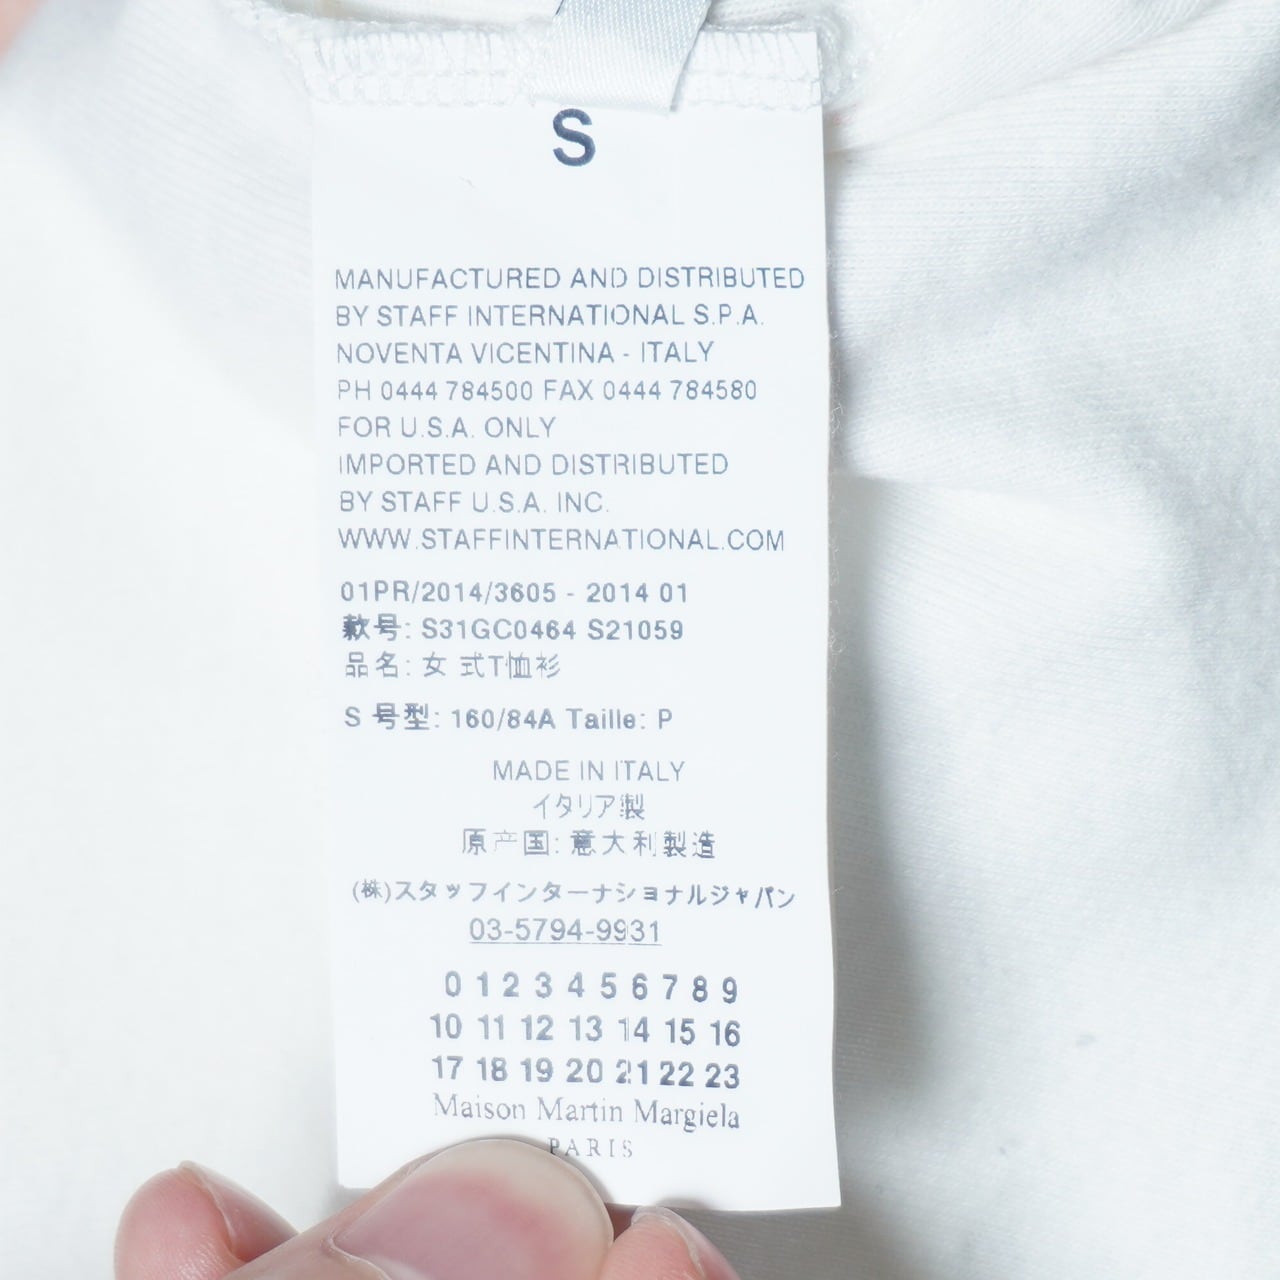 S
MANUFACTURED AND DISTRIBUTED
BY STAFF INTERNATIONAL S.P.A.
NOVENTA VICENTINA - ITALY
PH 0444 784500 FAX 0444 784580
FOR U.S.A. ONLY
IMPORTED AND DISTRIBUTED
BY STAFF U.S.A. INC.
WWW.STAFFINTERNATIONAL.COM
01PR/2014/3605 - 2014 01
款号: S31GC0464 S21059
品名: 女 式T恤衫
S 号型: 160/84A Taille: P
MADE IN ITALY
イタリア製
原产国: 意大利製造
(株)スタッフインターナショナルジャパン
03-5794-9931
0 1 2 3 4 5 6 7 8 9
10 11 12 13 14 15 16
17 18 19 20 21 22 23
Maison Martin Margiela
PARIS